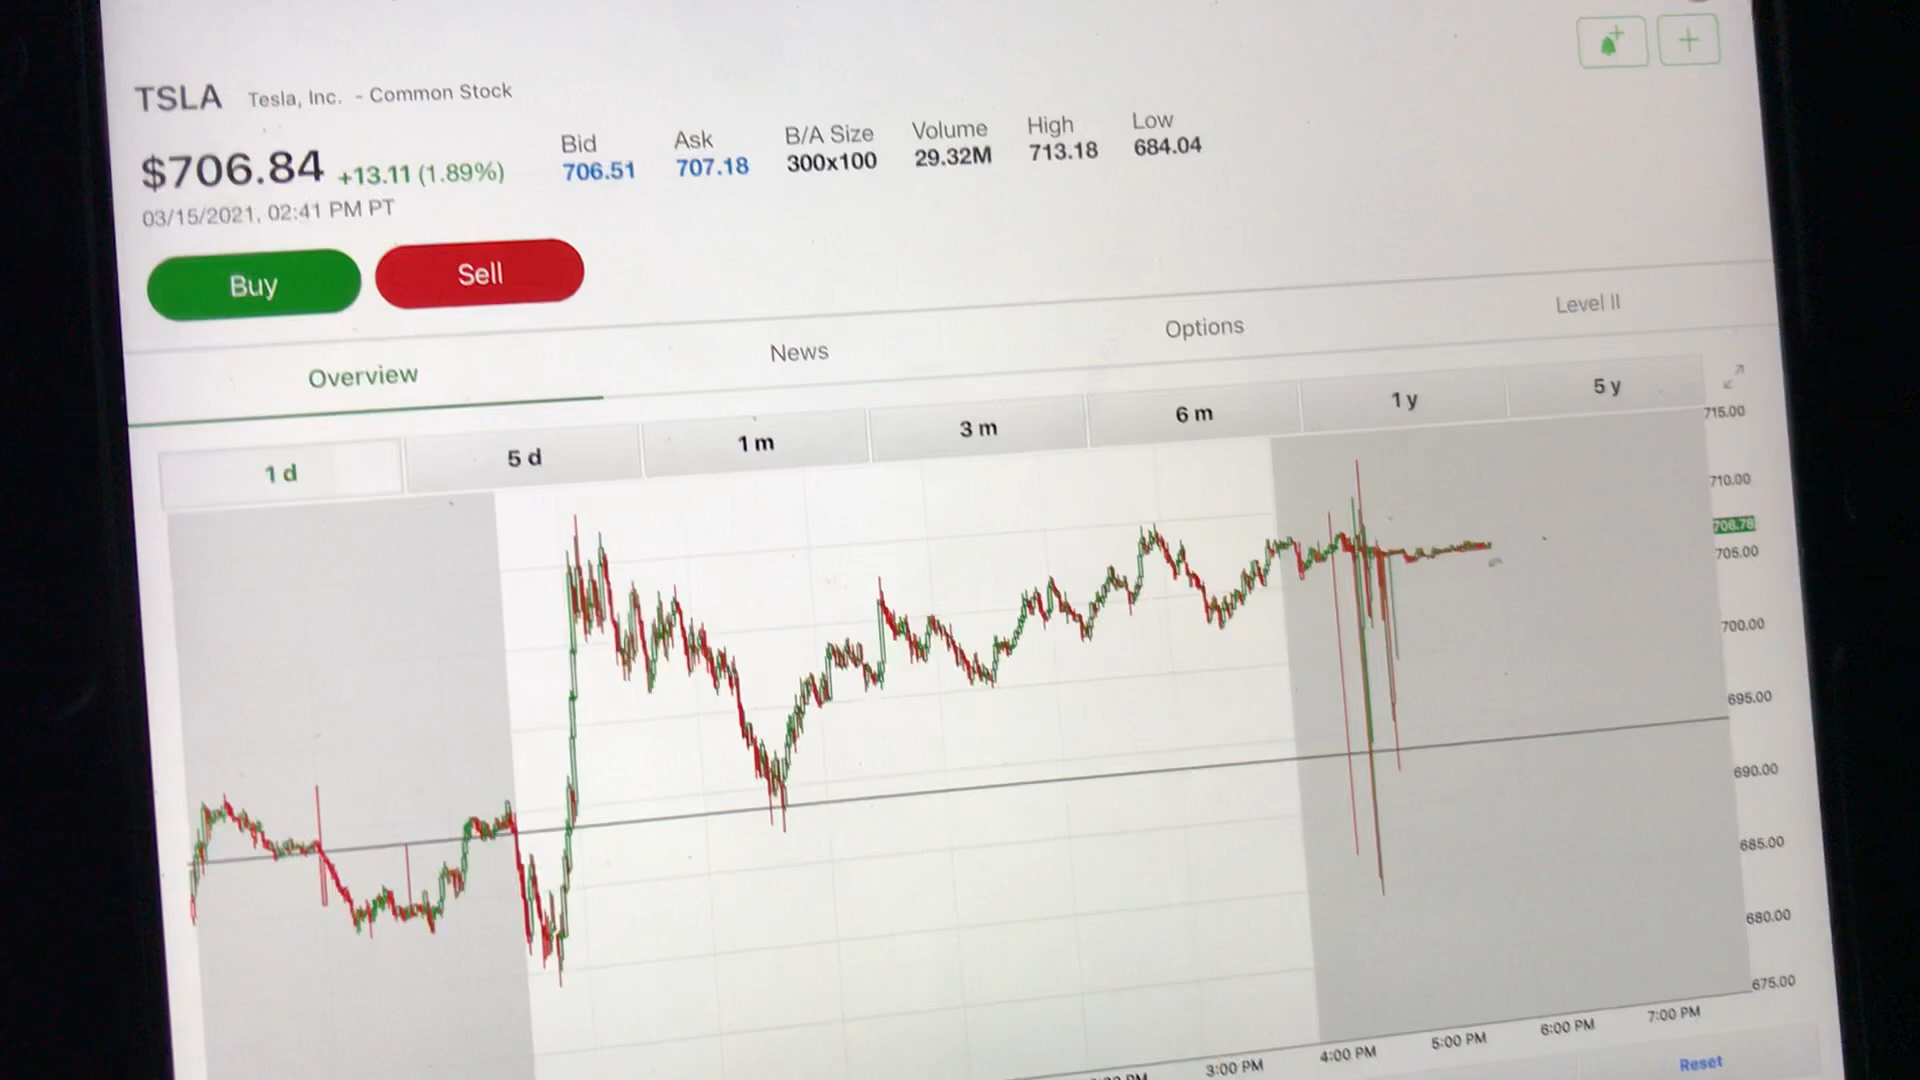 TSLA Tesla, Inc. - Common Stock
$706.84 +13.11 (1.89%)
03/15/2021, 02:41 PM PT
Bid Ask B/A Size Volume High Low
706.51 707.18 300x100 29.32M 713.18 684.04
Buy Sell
Overview News Options Level II
1 d 5 d 1 m 3 m 6 m 1 y 5 y
715.00
710.00
706.78
705.00
700.00
695.00
690.00
685.00
680.00
675.00
PM 3:00 PM 4:00 PM 5:00 PM 6:00 PM 7:00 PM
Reset